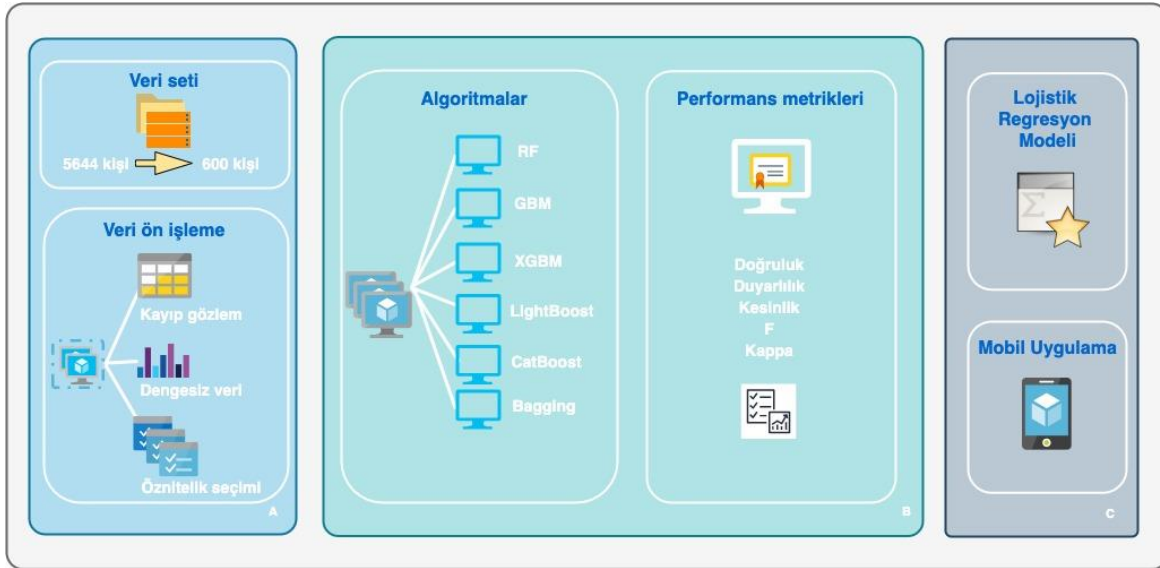 Veri seti
5644 kişi
600 kişi
Veri ön işleme
Kayıp gözlem
Dengesiz veri
Öznitelik seçimi
A
Algoritmalar
RF
GBM
XGBM
LightBoost
CatBoost
Bagging
Performans metrikleri
Doğruluk
Duyarlılık
Kesinlik
F
Kappa
B
Lojistik
Regresyon
Modeli
Σ
Mobil Uygulama
C